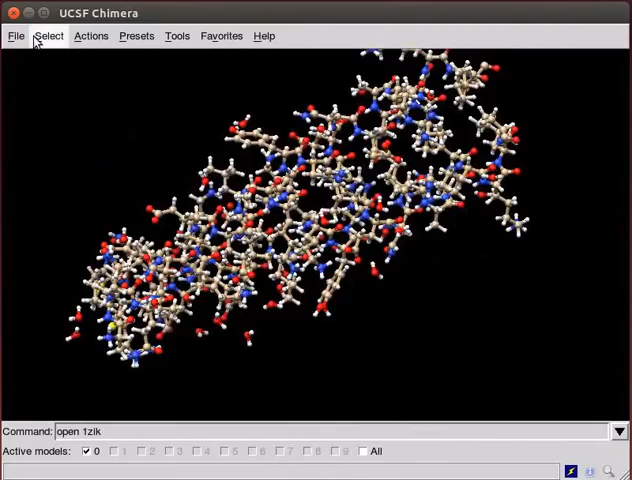 UCSF Chimera
File Select Actions Presets Tools Favorites Help
Command: open 1zik
Active models: 0 1 2 3 4 5 6 7 8 9 All